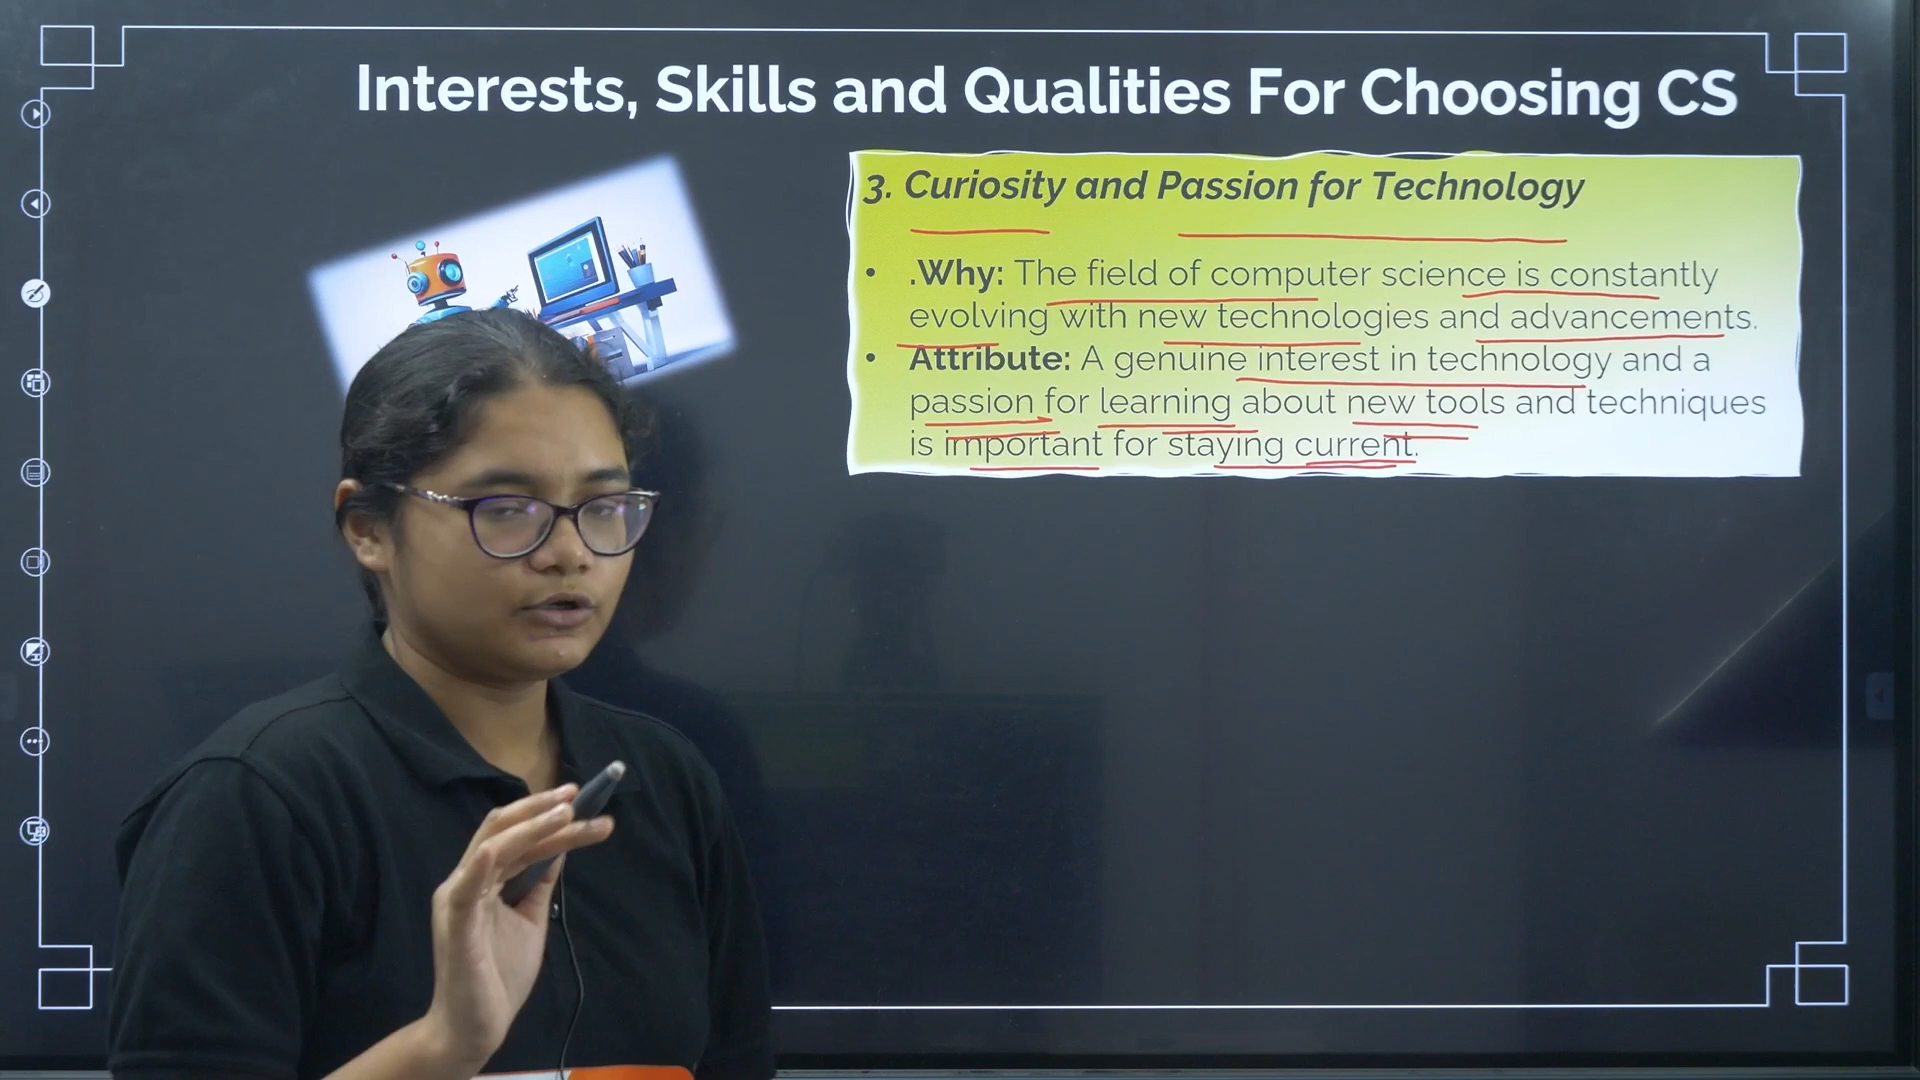 Interests, Skills and Qualities For Choosing CS
3. Curiosity and Passion for Technology
• .Why: The field of computer science is constantly
evolving with new technologies and advancements.
• Attribute: A genuine interest in technology and a
passion for learning about new tools and techniques
is important for staying current.